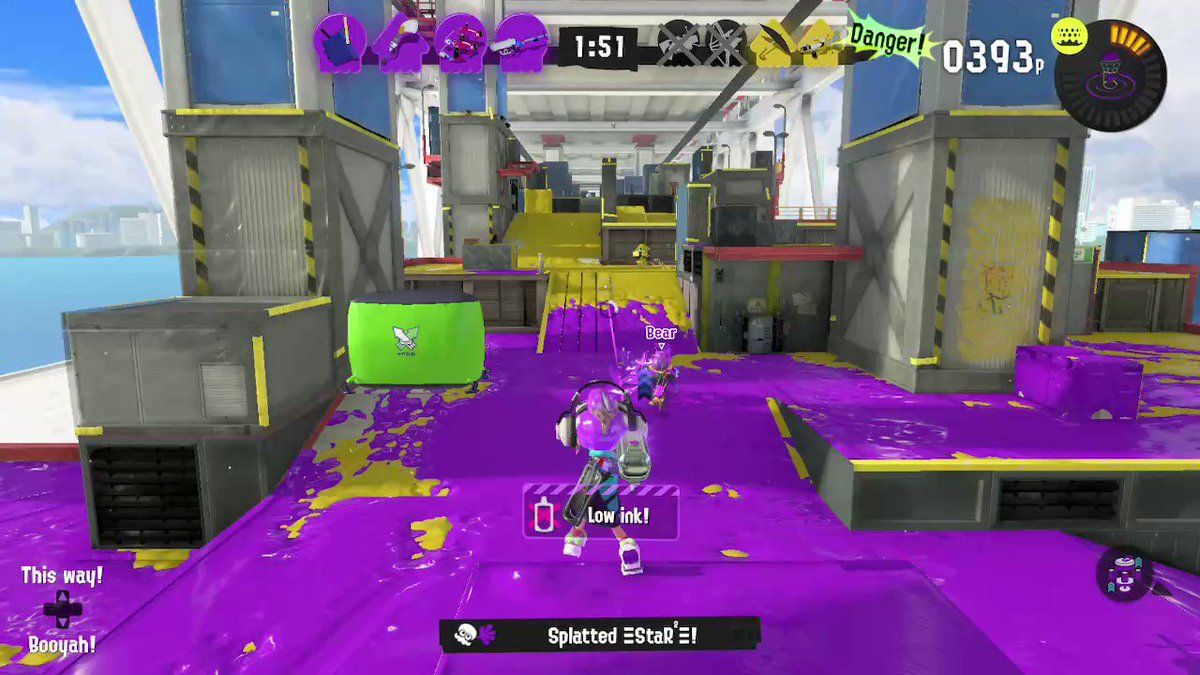 1:51
Danger!
0393p
Bear
Low ink!
This way!
Booyah!
Splatted ΞStaR²Ξ!